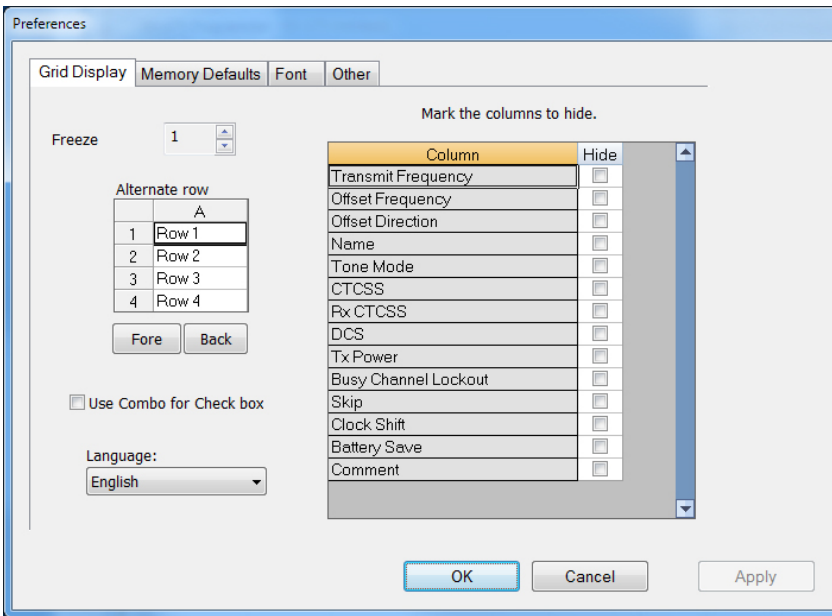 Preferences
Grid Display Memory Defaults Font Other
Mark the columns to hide.
Freeze 1
Alternate row
A
1 Row 1
2 Row 2
3 Row 3
4 Row 4
Fore Back
Use Combo for Check box
Language:
English
Column Hide
Transmit Frequency
Offset Frequency
Offset Direction
Name
Tone Mode
CTCSS
Rx CTCSS
DCS
Tx Power
Busy Channel Lockout
Skip
Clock Shift
Battery Save
Comment
OK Cancel Apply